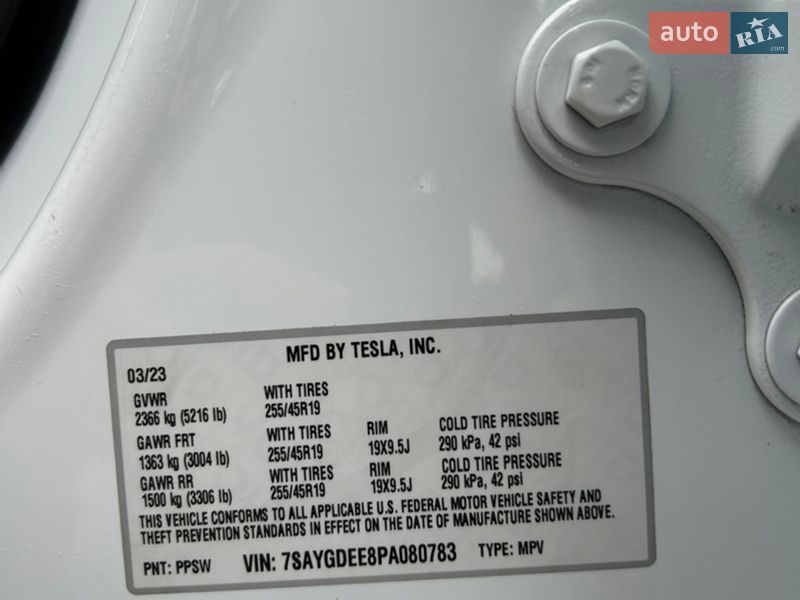 auto RIA .com
MFD BY TESLA, INC.
03/23
GVWR WITH TIRES
2366 kg (5216 lb) 255/45R19
GAWR FRT WITH TIRES RIM COLD TIRE PRESSURE
1363 kg (3004 lb) 255/45R19 19X9.5J 290 kPa, 42 psi
GAWR RR WITH TIRES RIM COLD TIRE PRESSURE
1500 kg (3306 lb) 255/45R19 19X9.5J 290 kPa, 42 psi
THIS VEHICLE CONFORMS TO ALL APPLICABLE U.S. FEDERAL MOTOR VEHICLE SAFETY AND
THEFT PREVENTION STANDARDS IN EFFECT ON THE DATE OF MANUFACTURE SHOWN ABOVE.
PNT: PPSW VIN: 7SAYGDEE8PA080783 TYPE: MPV